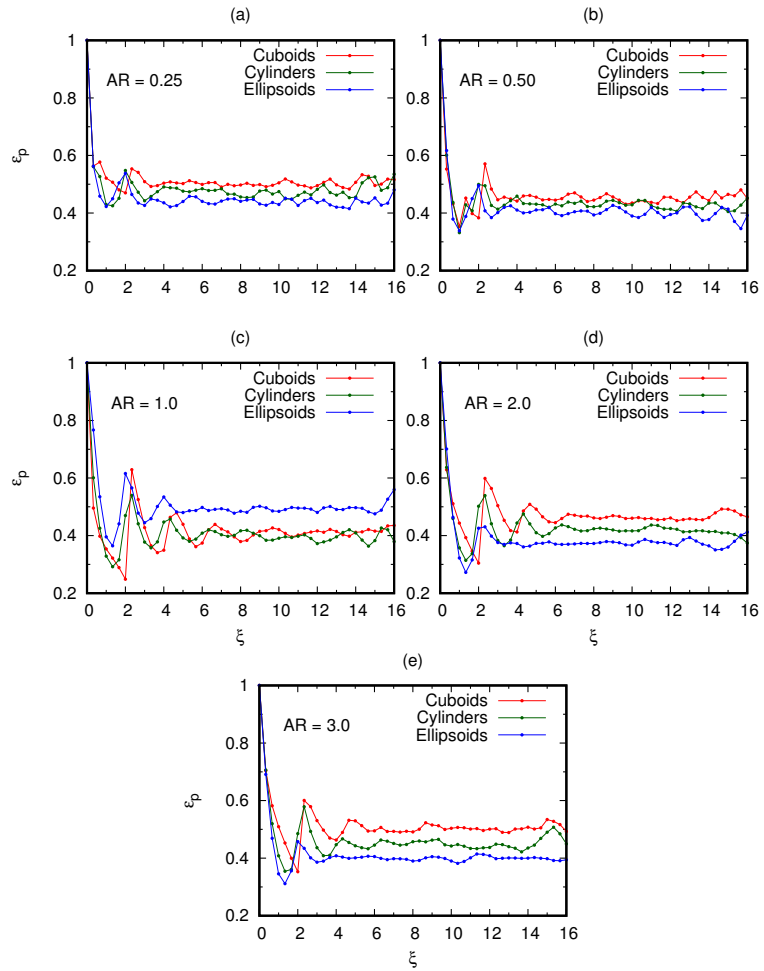 (a)
1
0.8
0.6
0.4
0.2
0 2 4 6 8 10 12 14 16
ε_p
ξ
AR = 0.25
Cuboids
Cylinders
Ellipsoids
(b)
1
0.8
0.6
0.4
0.2
0 2 4 6 8 10 12 14 16
ξ
AR = 0.50
Cuboids
Cylinders
Ellipsoids
(c)
1
0.8
0.6
0.4
0.2
0 2 4 6 8 10 12 14 16
ε_p
ξ
AR = 1.0
Cuboids
Cylinders
Ellipsoids
(d)
1
0.8
0.6
0.4
0.2
0 2 4 6 8 10 12 14 16
ξ
AR = 2.0
Cuboids
Cylinders
Ellipsoids
(e)
1
0.8
0.6
0.4
0.2
0 2 4 6 8 10 12 14 16
ε_p
ξ
AR = 3.0
Cuboids
Cylinders
Ellipsoids